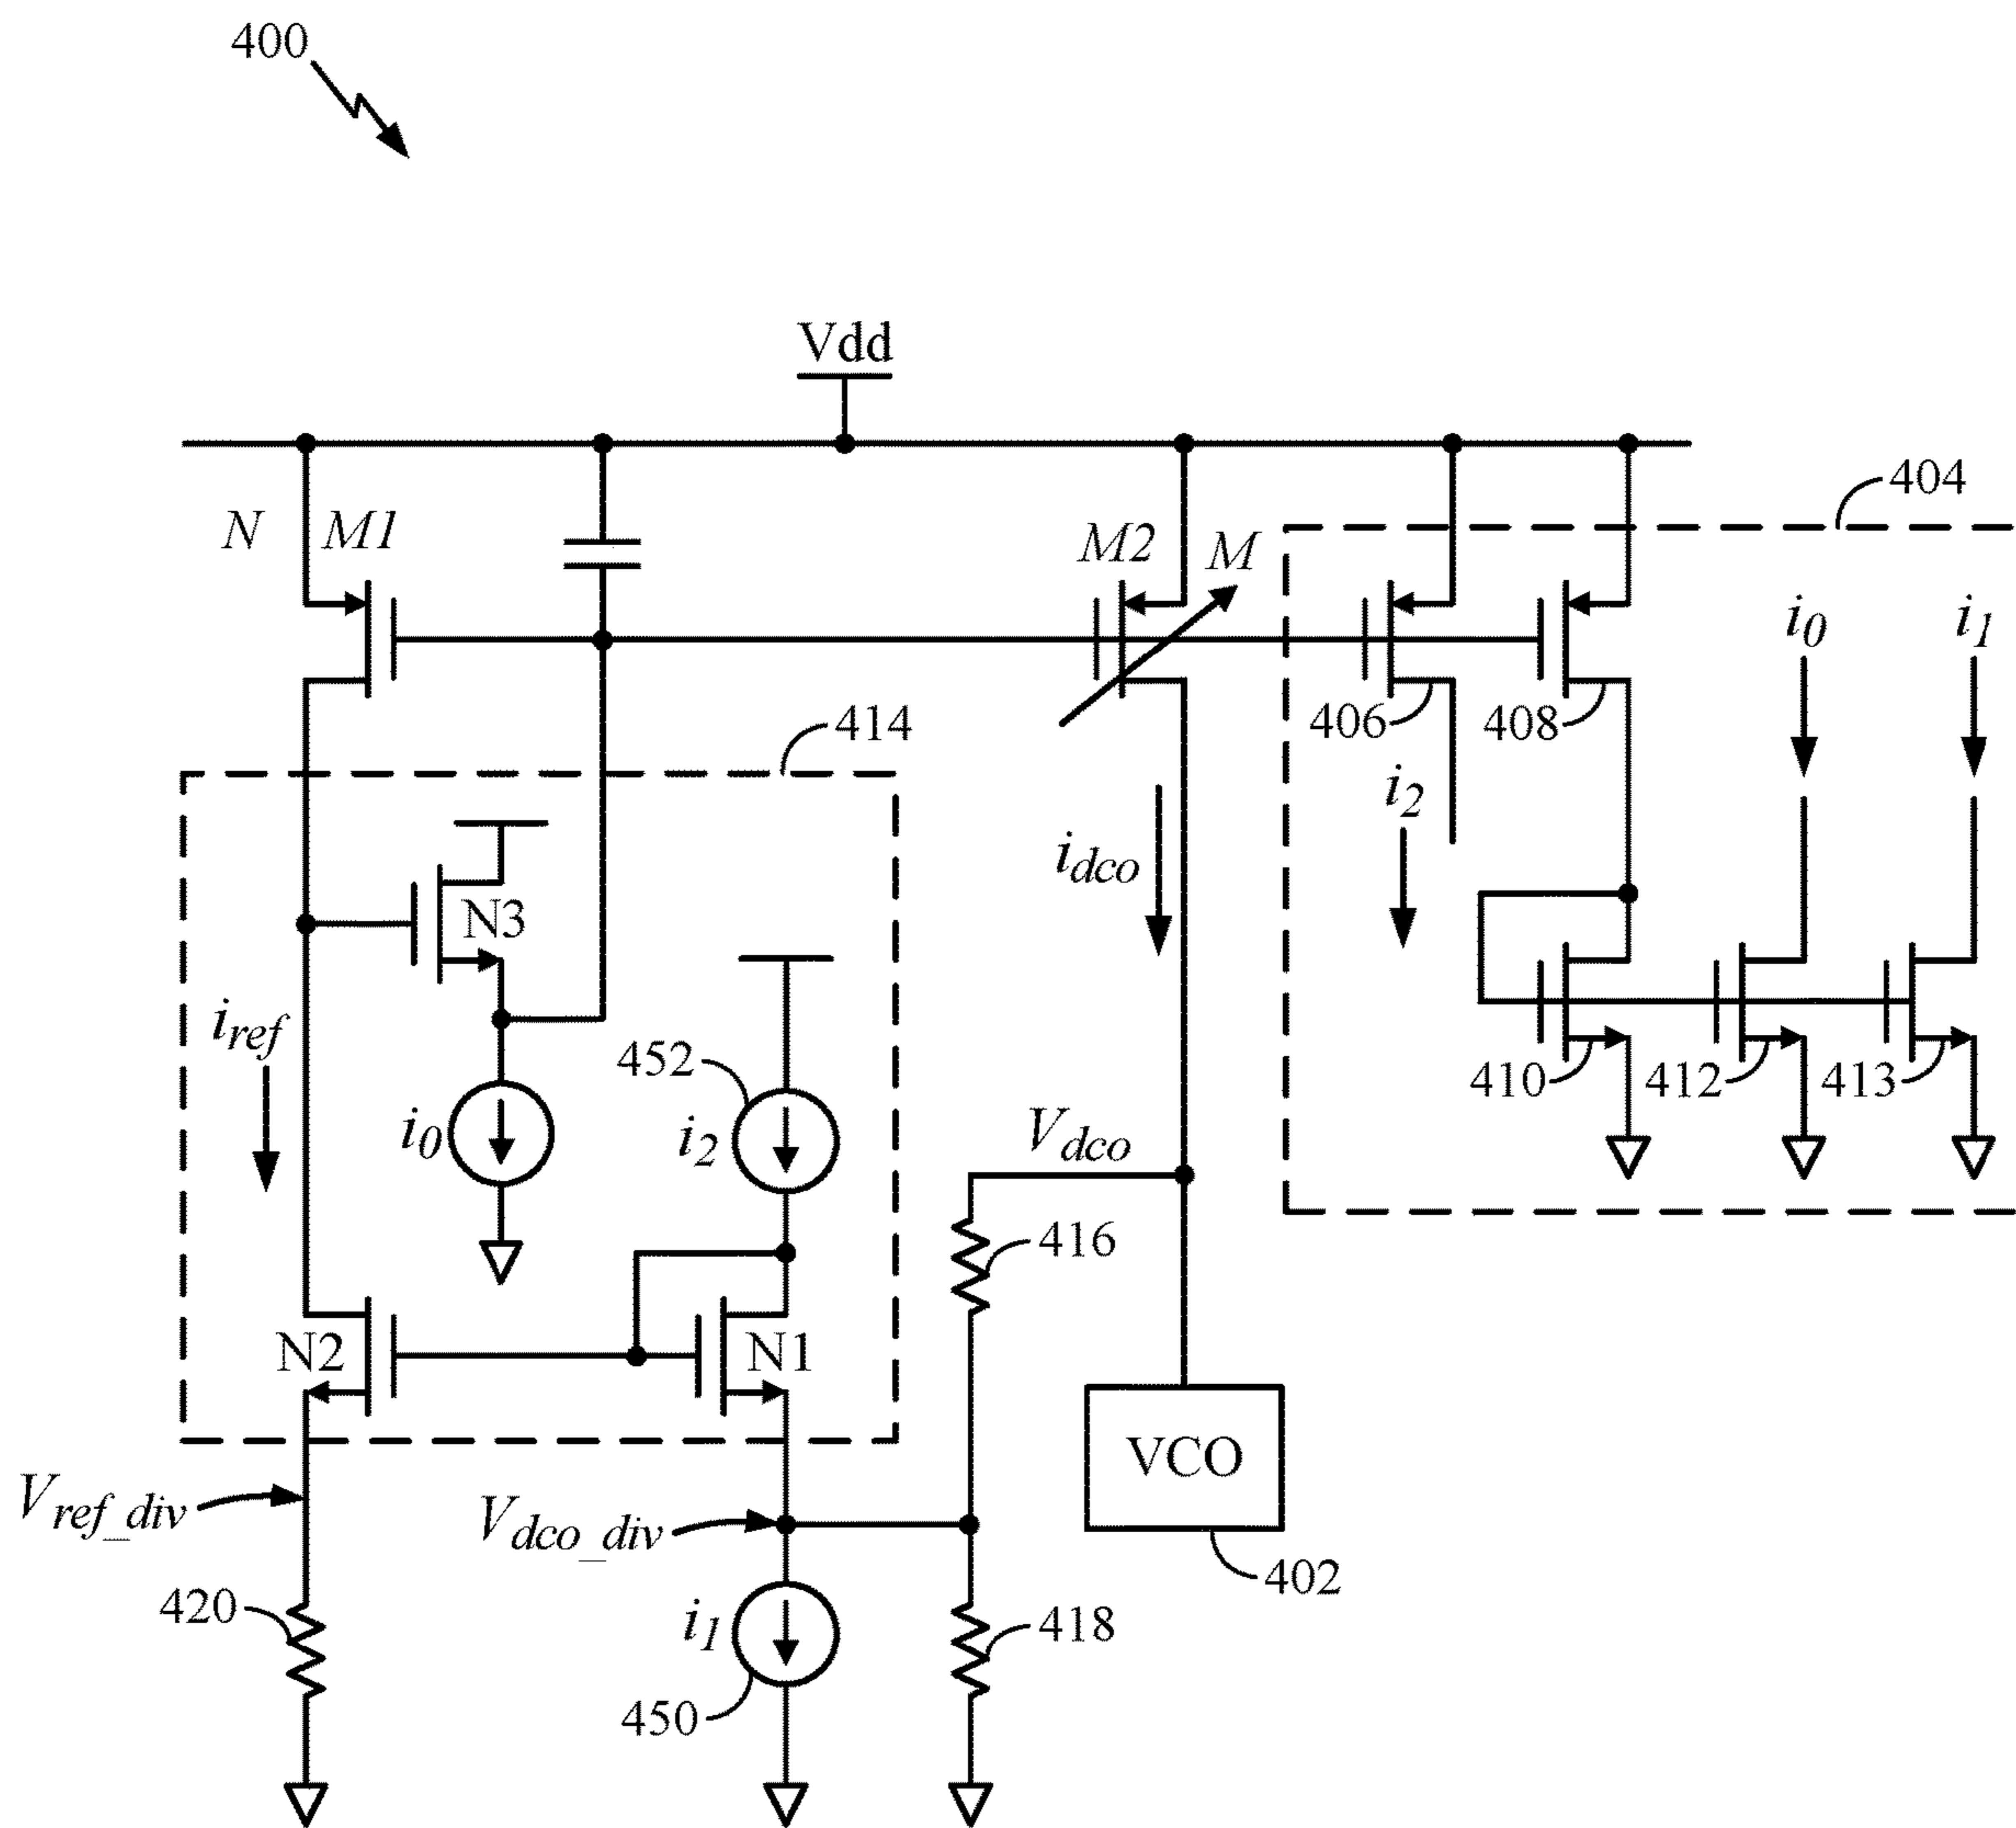 400
Vdd
404
N
M1
M2
M
i0
i1
406
408
414
i2
idco
N3
iref
452
i0
i2
410
412
413
Vdco
416
N2
N1
VCO
Vref_div
Vdco_div
402
420
i1
418
450